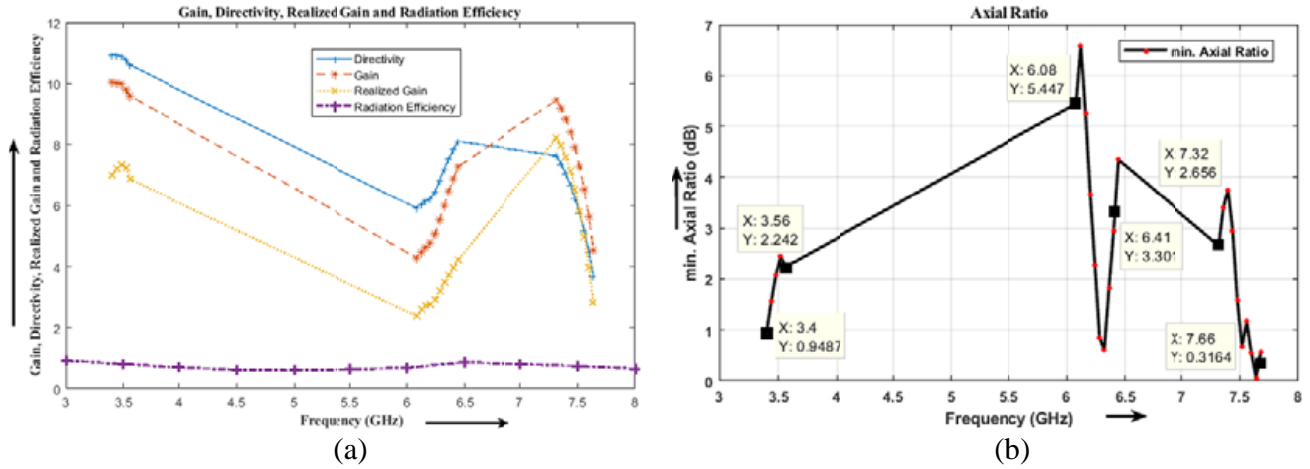 Gain, Directivity, Realized Gain and Radiation Efficiency
Gain, Directivity, Realized Gain and Radiation Efficiency
12
10
8
6
4
2
0
Directivity
Gain
Realized Gain
Radiation Efficiency
3 3.5 4 4.5 5 5.5 6 6.5 7 7.5 8
Frequency (GHz)
(a)
Axial Ratio
min. Axial Ratio (dB)
7
6
5
4
3
2
1
0
min. Axial Ratio
X: 6.08
Y: 5.447
X 7.32
Y 2.656
X: 3.56
Y: 2.242
X: 6.41
Y: 3.301
X: 3.4
Y: 0.9487
X: 7.66
Y: 0.3164
3 3.5 4 4.5 5 5.5 6 6.5 7 7.5 8
Frequency (GHz)
(b)